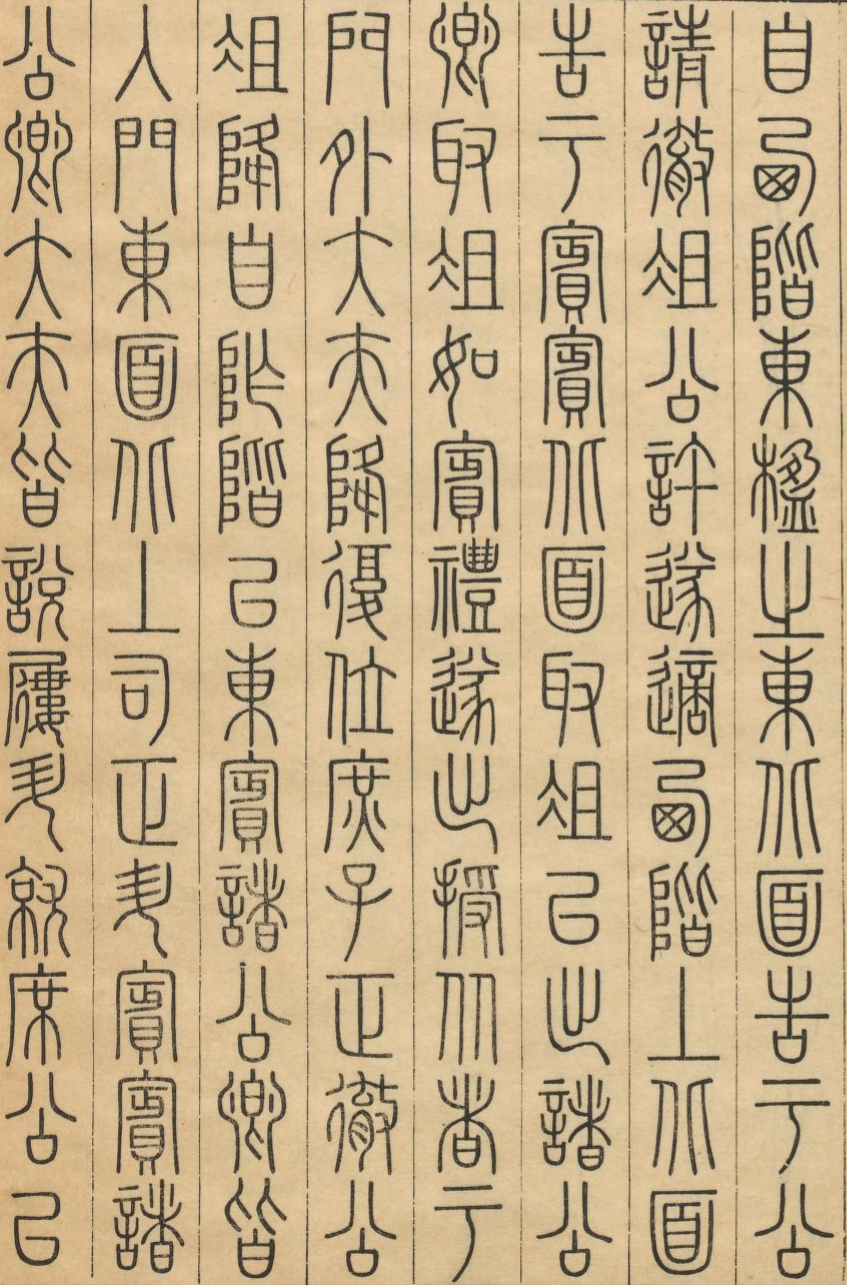 自西階東楹之東北面告于公
請徹俎公許遂適西階上北面
告于賓賓北面取俎以出諸公
卿取俎如賓禮遂出授从者于
門外大夫降復位庶子正徹公
俎降自阼階以東賓諸公卿皆
入門東面北上司正升賓賓諸
公卿大夫皆說屨升就席公以